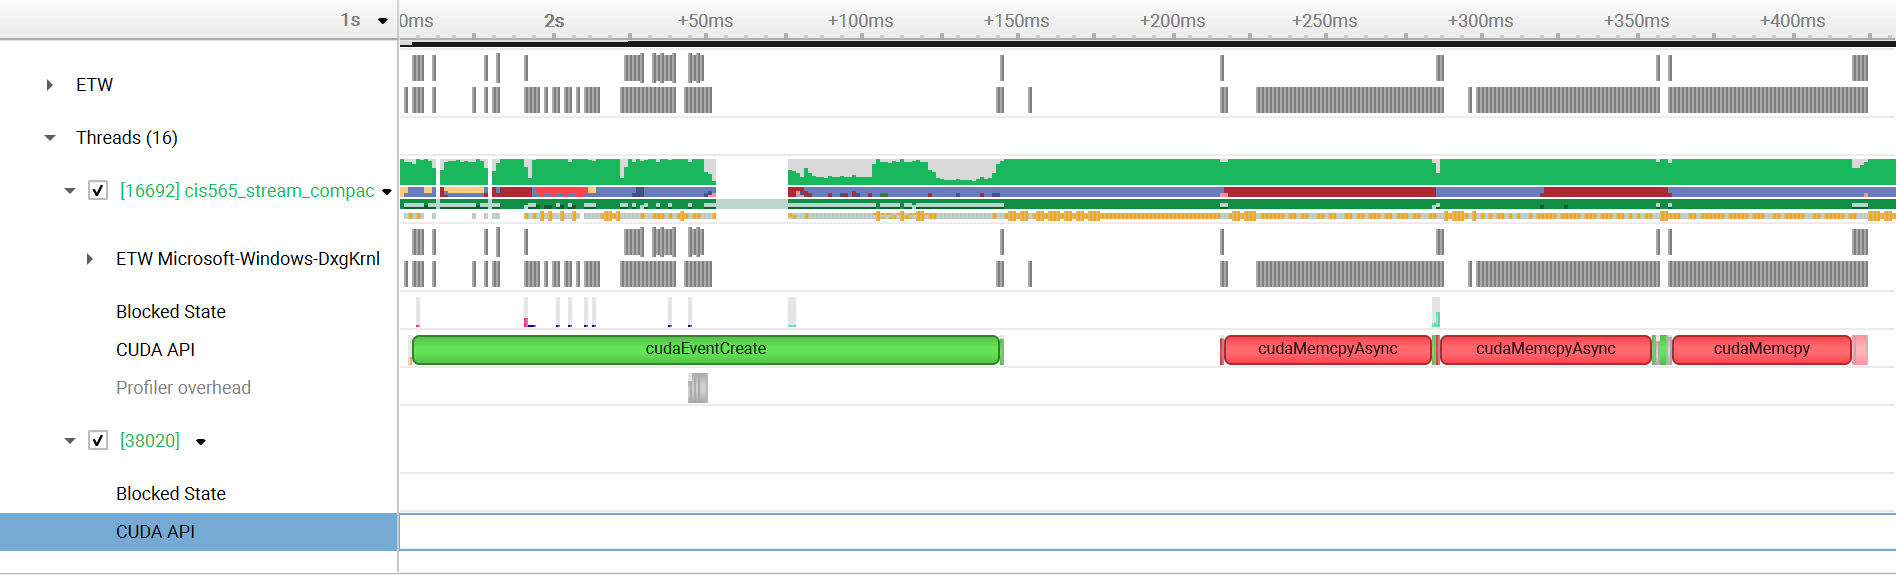 1s 0ms 2s +50ms +100ms +150ms +200ms +250ms +300ms +350ms +400ms
ETW
Threads (16)
[16692] cis565_stream_compac
ETW Microsoft-Windows-DxgKrnl
Blocked State
CUDA API cudaEventCreate cudaMemcpyAsync cudaMemcpyAsync cudaMemcpy
Profiler overhead
[38020]
Blocked State
CUDA API